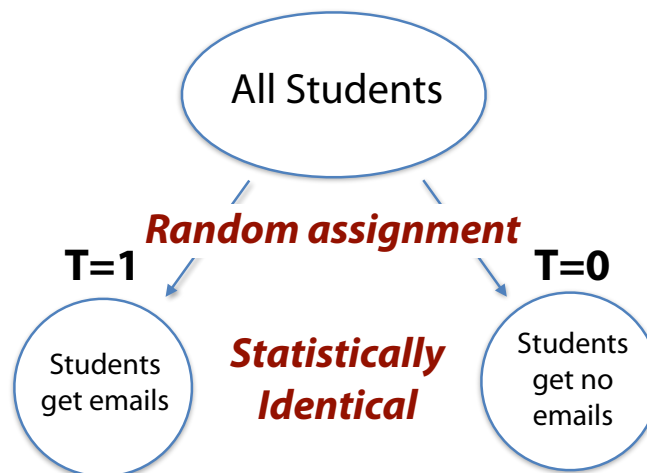 All Students
Random assignment
T=1
T=0
Students
get emails
Statistically
Identical
Students
get no
emails